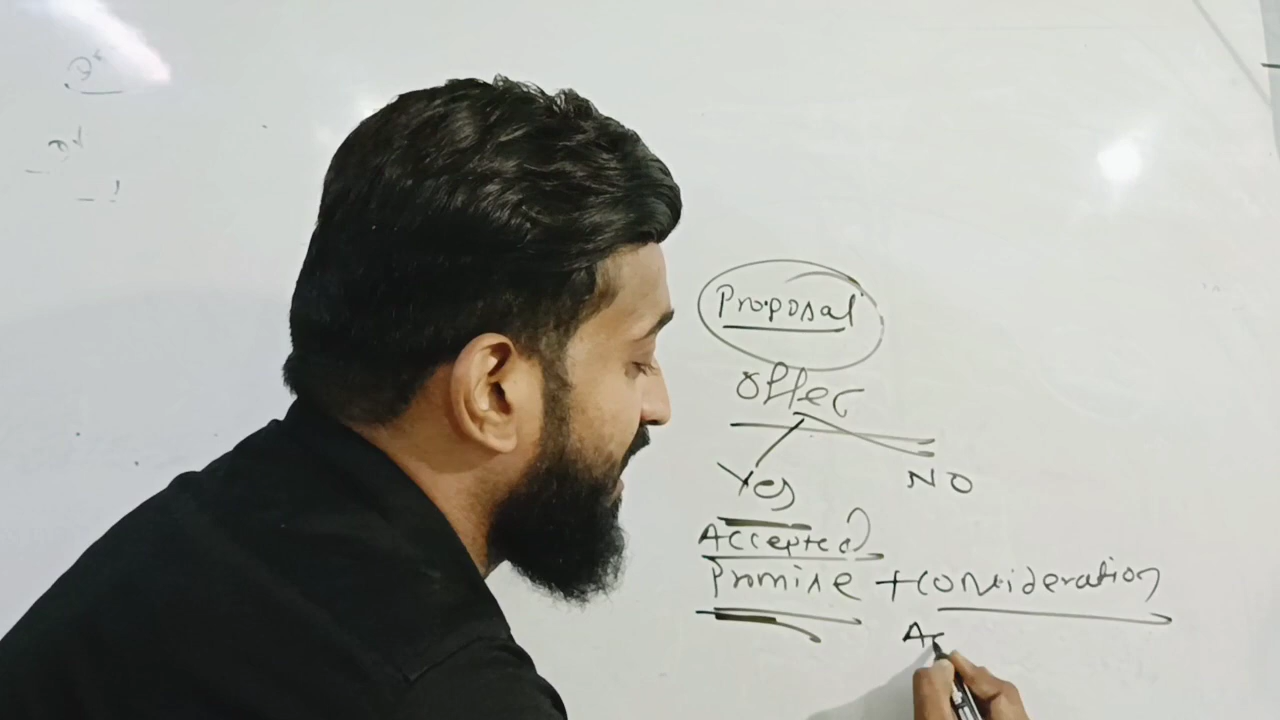 Proposal
offer
Yes NO
Accepted
Promise + consideration
A